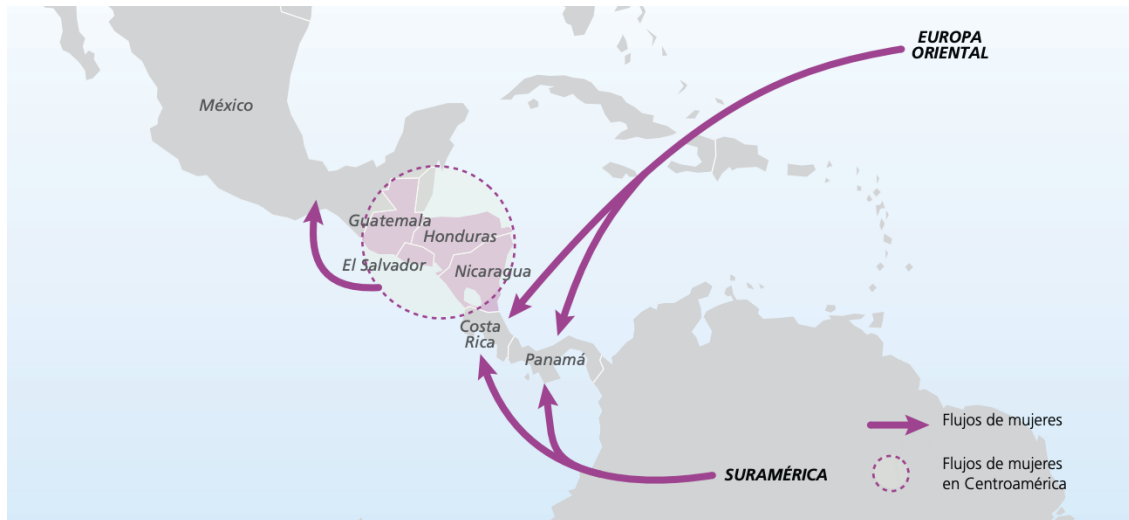 EUROPA
ORIENTAL
México
Guatemala
Honduras
El Salvador
Nicaragua
Costa
Rica
Panamá
Flujos de mujeres
SURAMÉRICA
Flujos de mujeres
en Centroamérica